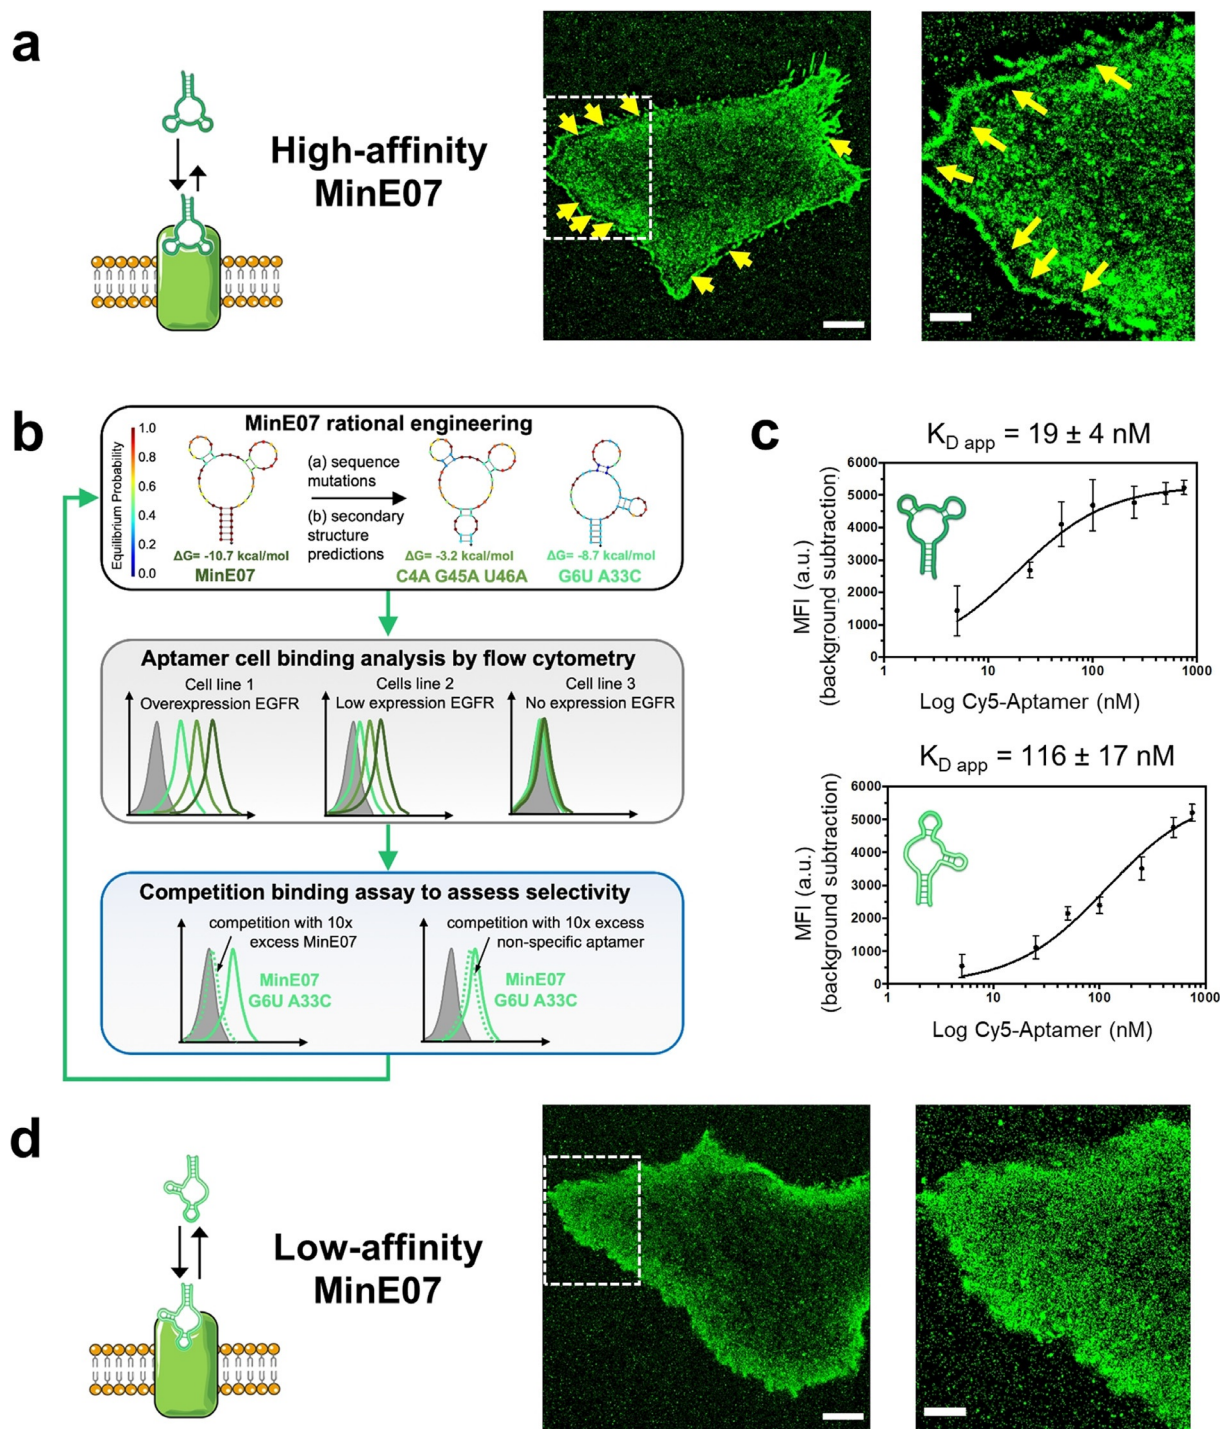 a
High-affinity
MinE07
b
MinE07 rational engineering
Equilibrium Probability
1.0
0.8
0.6
0.4
0.2
0.0
(a) sequence
mutations
(b) secondary
structure
predictions
ΔG= -10.7 kcal/mol
MinE07
ΔG= -3.2 kcal/mol
C4A G45A U46A
ΔG= -8.7 kcal/mol
G6U A33C
Aptamer cell binding analysis by flow cytometry
Cell line 1
Overexpression EGFR
Cells line 2
Low expression EGFR
Cell line 3
No expression EGFR
Competition binding assay to assess selectivity
competition with 10x
excess MinE07
MinE07
G6U A33C
competition with 10x excess
non-specific aptamer
MinE07
G6U A33C
c
K_D app = 19 ± 4 nM
MFI (a.u.)
(background subtraction)
6000
5000
4000
3000
2000
1000
0
1 10 100 1000
Log Cy5-Aptamer (nM)
K_D app = 116 ± 17 nM
MFI (a.u.)
(background subtraction)
6000
5000
4000
3000
2000
1000
0
1 10 100 1000
Log Cy5-Aptamer (nM)
d
Low-affinity
MinE07